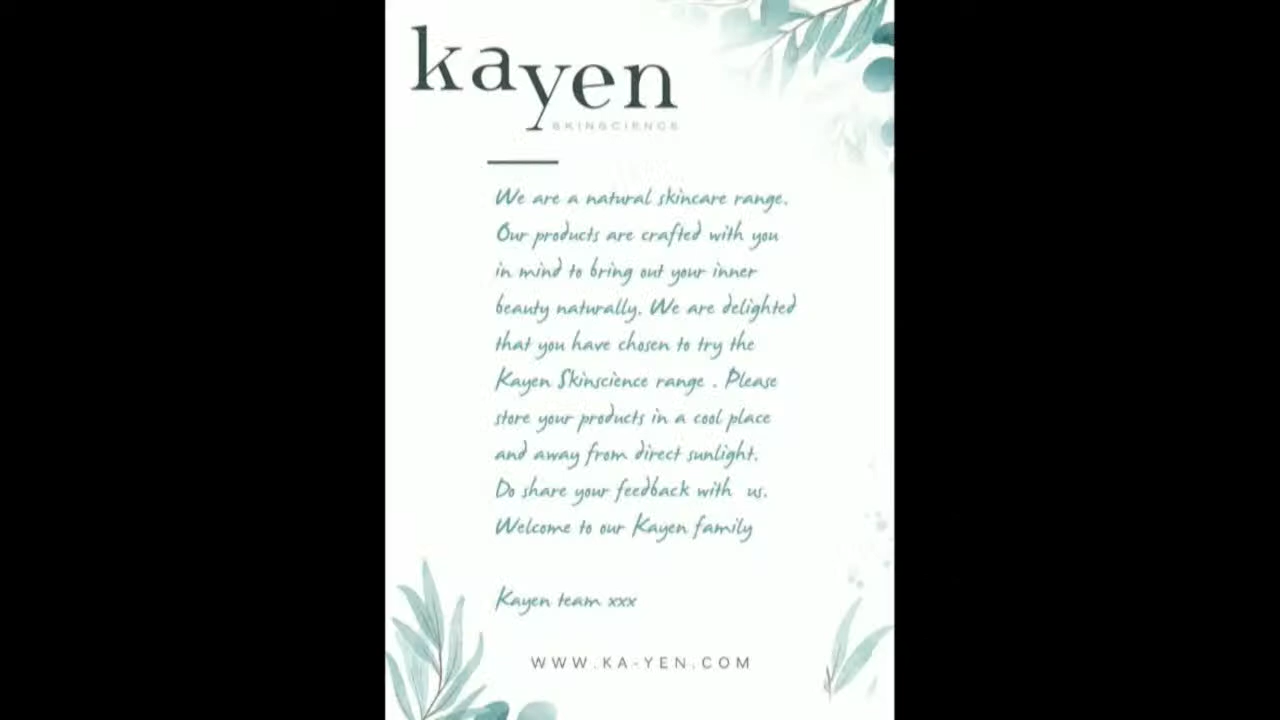 kayen
SKINSCIENCE
We are a natural skincare range.
Our products are crafted with you
in mind to bring out your inner
beauty naturally. We are delighted
that you have chosen to try the
Kayen Skinscience range . Please
store your products in a cool place
and away from direct sunlight.
Do share your feedback with us.
Welcome to our Kayen family
Kayen team xxx
WWW.KA-YEN.COM